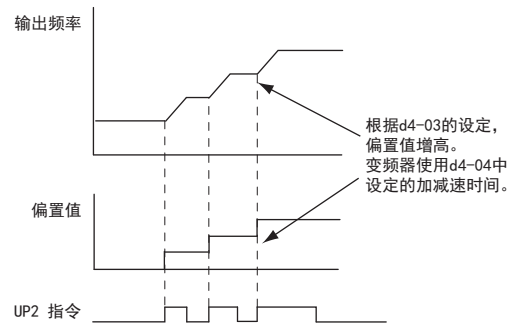 输出频率
根据d4-03的设定，
偏置值增高。
变频器使用d4-04中
设定的加减速时间。
偏置值
UP2 指令